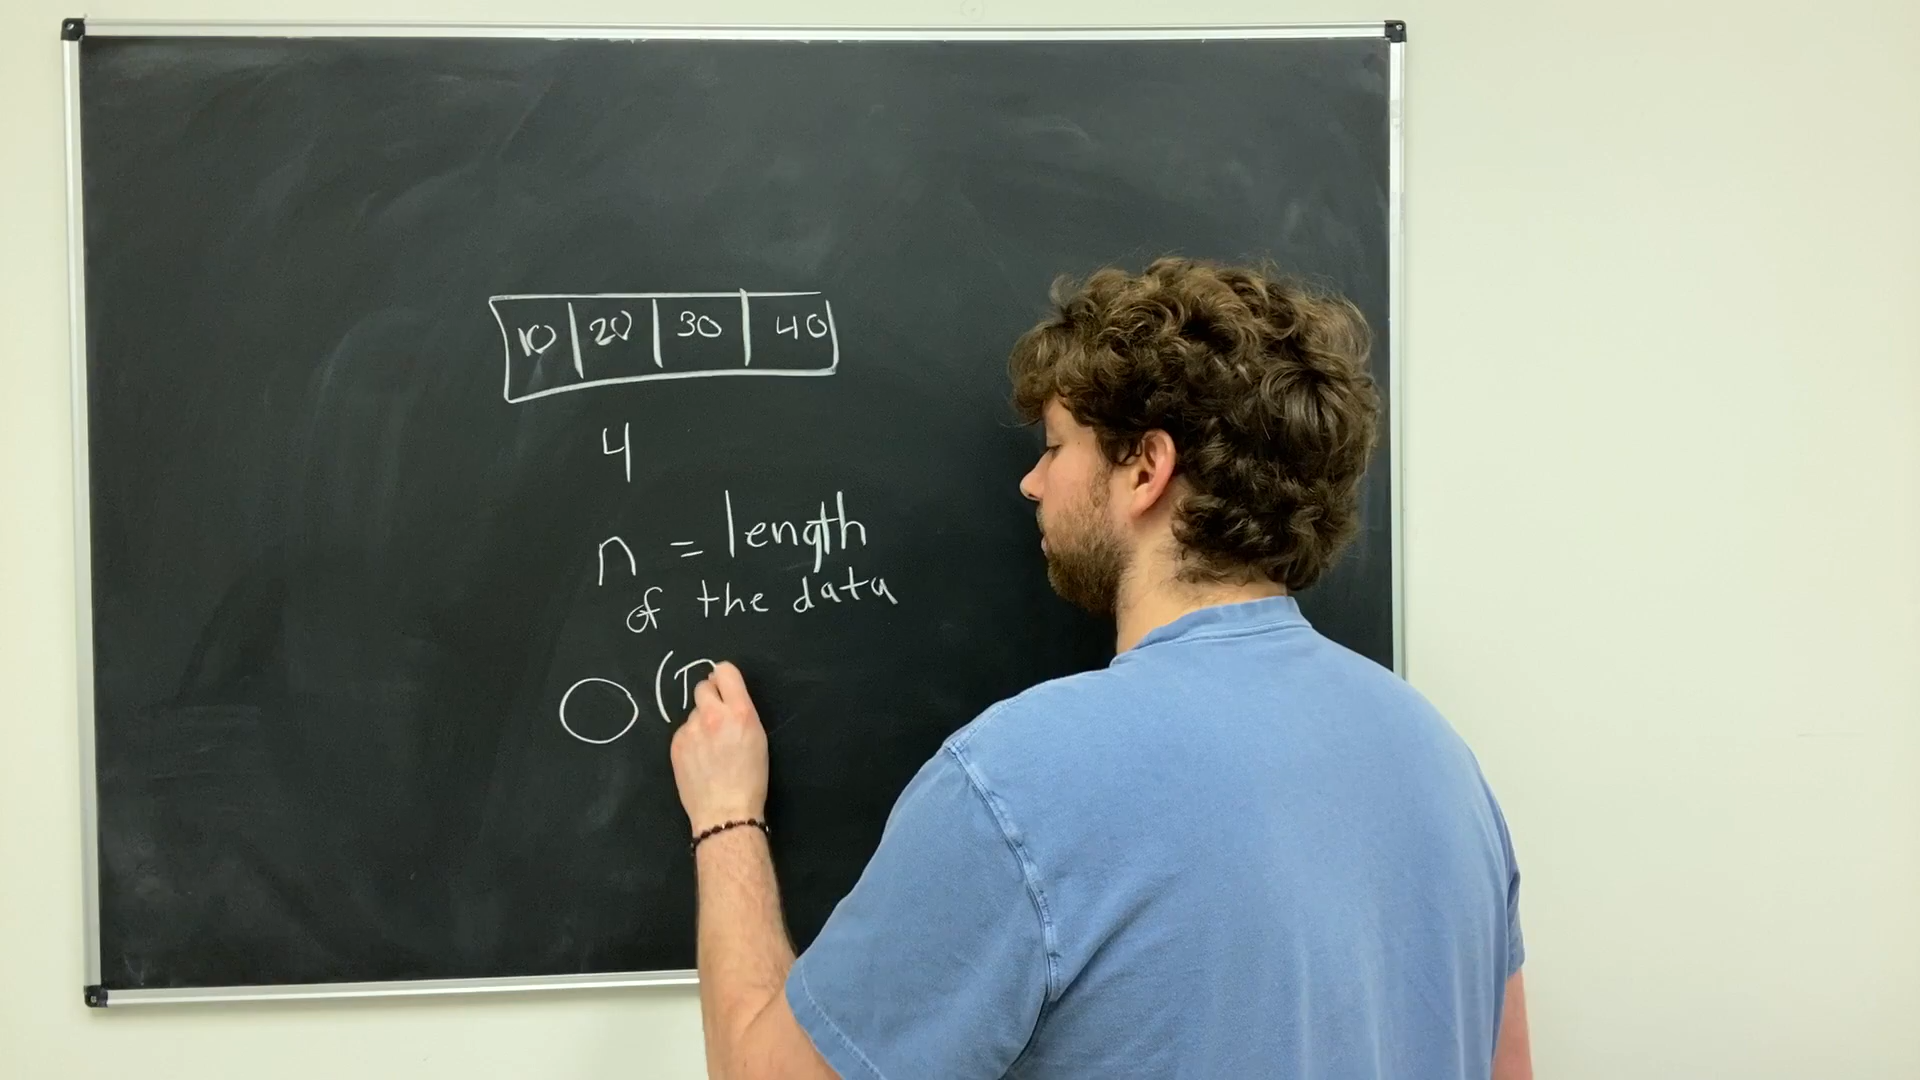 10 20 30 40
4
n = length
of the data
O (n